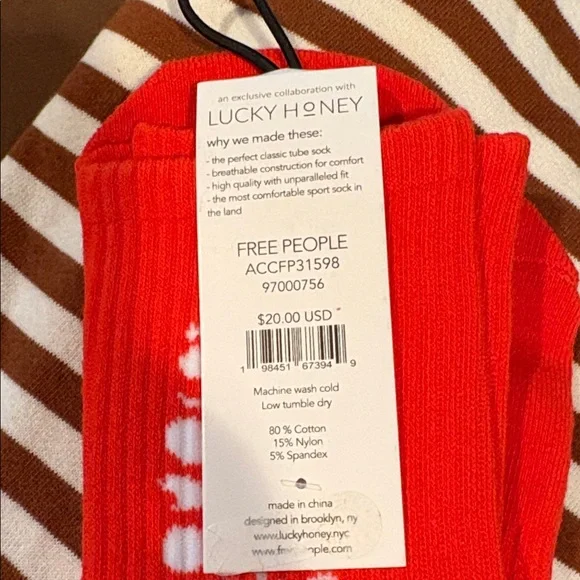 an exclusive collaboration with
LUCKY HONEY
why we made these:
- the perfect classic tube sock
- breathable construction for comfort
- high quality with unparalleled fit
- the most comfortable sport sock in
the land
FREE PEOPLE
ACCFP31598
97000756
$20.00 USD
1 98451 67394 9
Machine wash cold
Low tumble dry
80% Cotton
15% Nylon
5% Spandex
made in china
designed in brooklyn, ny
www.luckyhoney.nyc